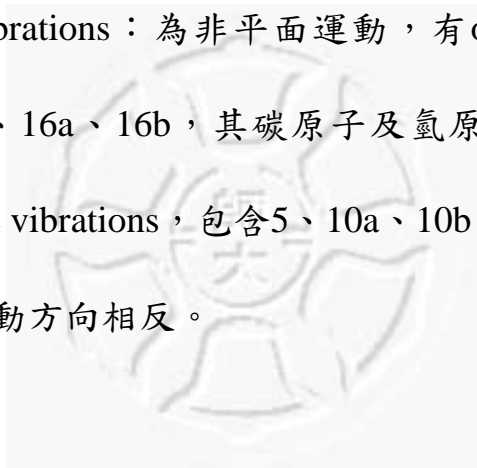 brations：為非平面運動，有
、16a、16b，其碳原子及氫原
vibrations，包含5、10a、10b
動方向相反。